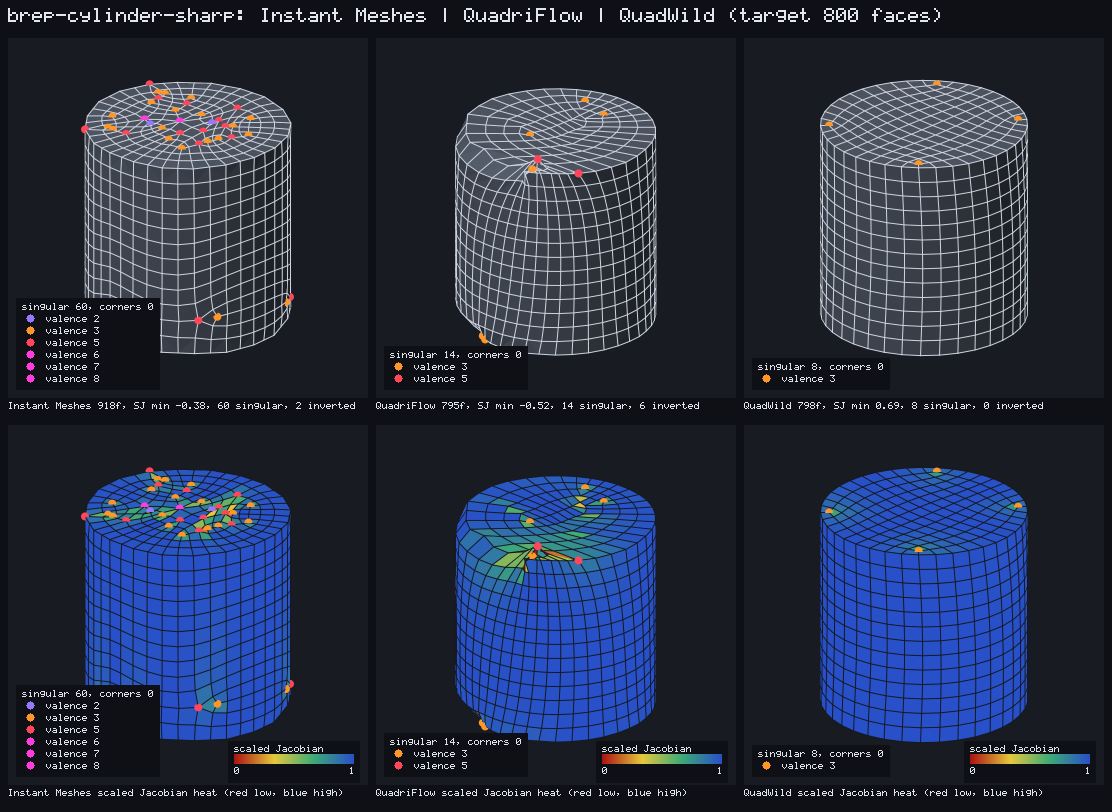 brep-cylinder-sharp: Instant Meshes | QuadriFlow | QuadWild (target 800 faces)
singular 60, corners 0
valence 2
valence 3
valence 5
valence 6
valence 7
valence 8
singular 14, corners 0
valence 3
valence 5
singular 8, corners 0
valence 3
Instant Meshes 918f, SJ min -0.38, 60 singular, 2 inverted
QuadriFlow 795f, SJ min -0.52, 14 singular, 6 inverted
QuadWild 798f, SJ min 0.69, 8 singular, 0 inverted
singular 60, corners 0
valence 2
valence 3
valence 5
valence 6
valence 7
valence 8
scaled Jacobian
0 1
singular 14, corners 0
valence 3
valence 5
scaled Jacobian
0 1
singular 8, corners 0
valence 3
scaled Jacobian
0 1
Instant Meshes scaled Jacobian heat (red low, blue high)
QuadriFlow scaled Jacobian heat (red low, blue high)
QuadWild scaled Jacobian heat (red low, blue high)